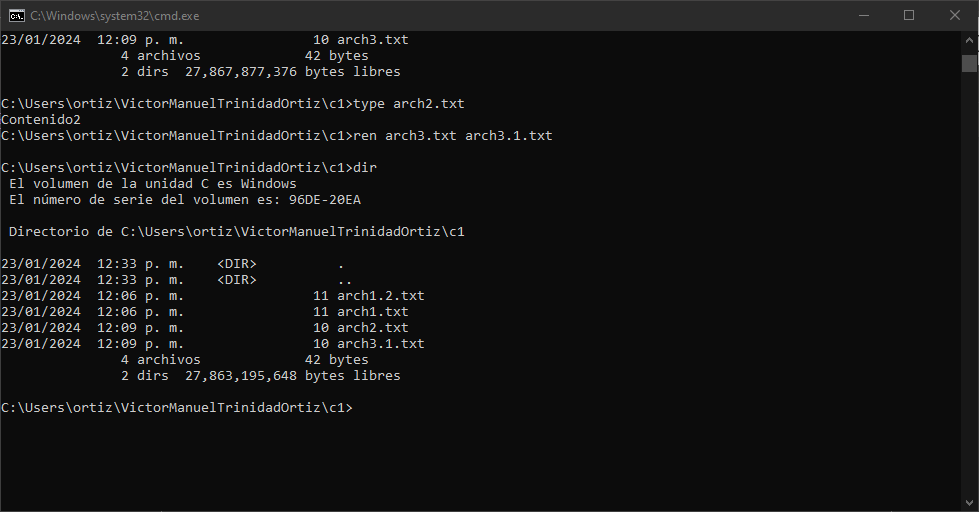 C:\Windows\system32\cmd.exe
23/01/2024  12:09 p. m.                10 arch3.txt
               4 archivos             42 bytes
               2 dirs  27,867,877,376 bytes libres

C:\Users\ortiz\VictorManuelTrinidadOrtiz\c1>type arch2.txt
Contenido2
C:\Users\ortiz\VictorManuelTrinidadOrtiz\c1>ren arch3.txt arch3.1.txt

C:\Users\ortiz\VictorManuelTrinidadOrtiz\c1>dir
 El volumen de la unidad C es Windows
 El número de serie del volumen es: 96DE-20EA

 Directorio de C:\Users\ortiz\VictorManuelTrinidadOrtiz\c1

23/01/2024  12:33 p. m.    <DIR>          .
23/01/2024  12:33 p. m.    <DIR>          ..
23/01/2024  12:06 p. m.                11 arch1.2.txt
23/01/2024  12:06 p. m.                11 arch1.txt
23/01/2024  12:09 p. m.                10 arch2.txt
23/01/2024  12:09 p. m.                10 arch3.1.txt
               4 archivos             42 bytes
               2 dirs  27,863,195,648 bytes libres

C:\Users\ortiz\VictorManuelTrinidadOrtiz\c1>